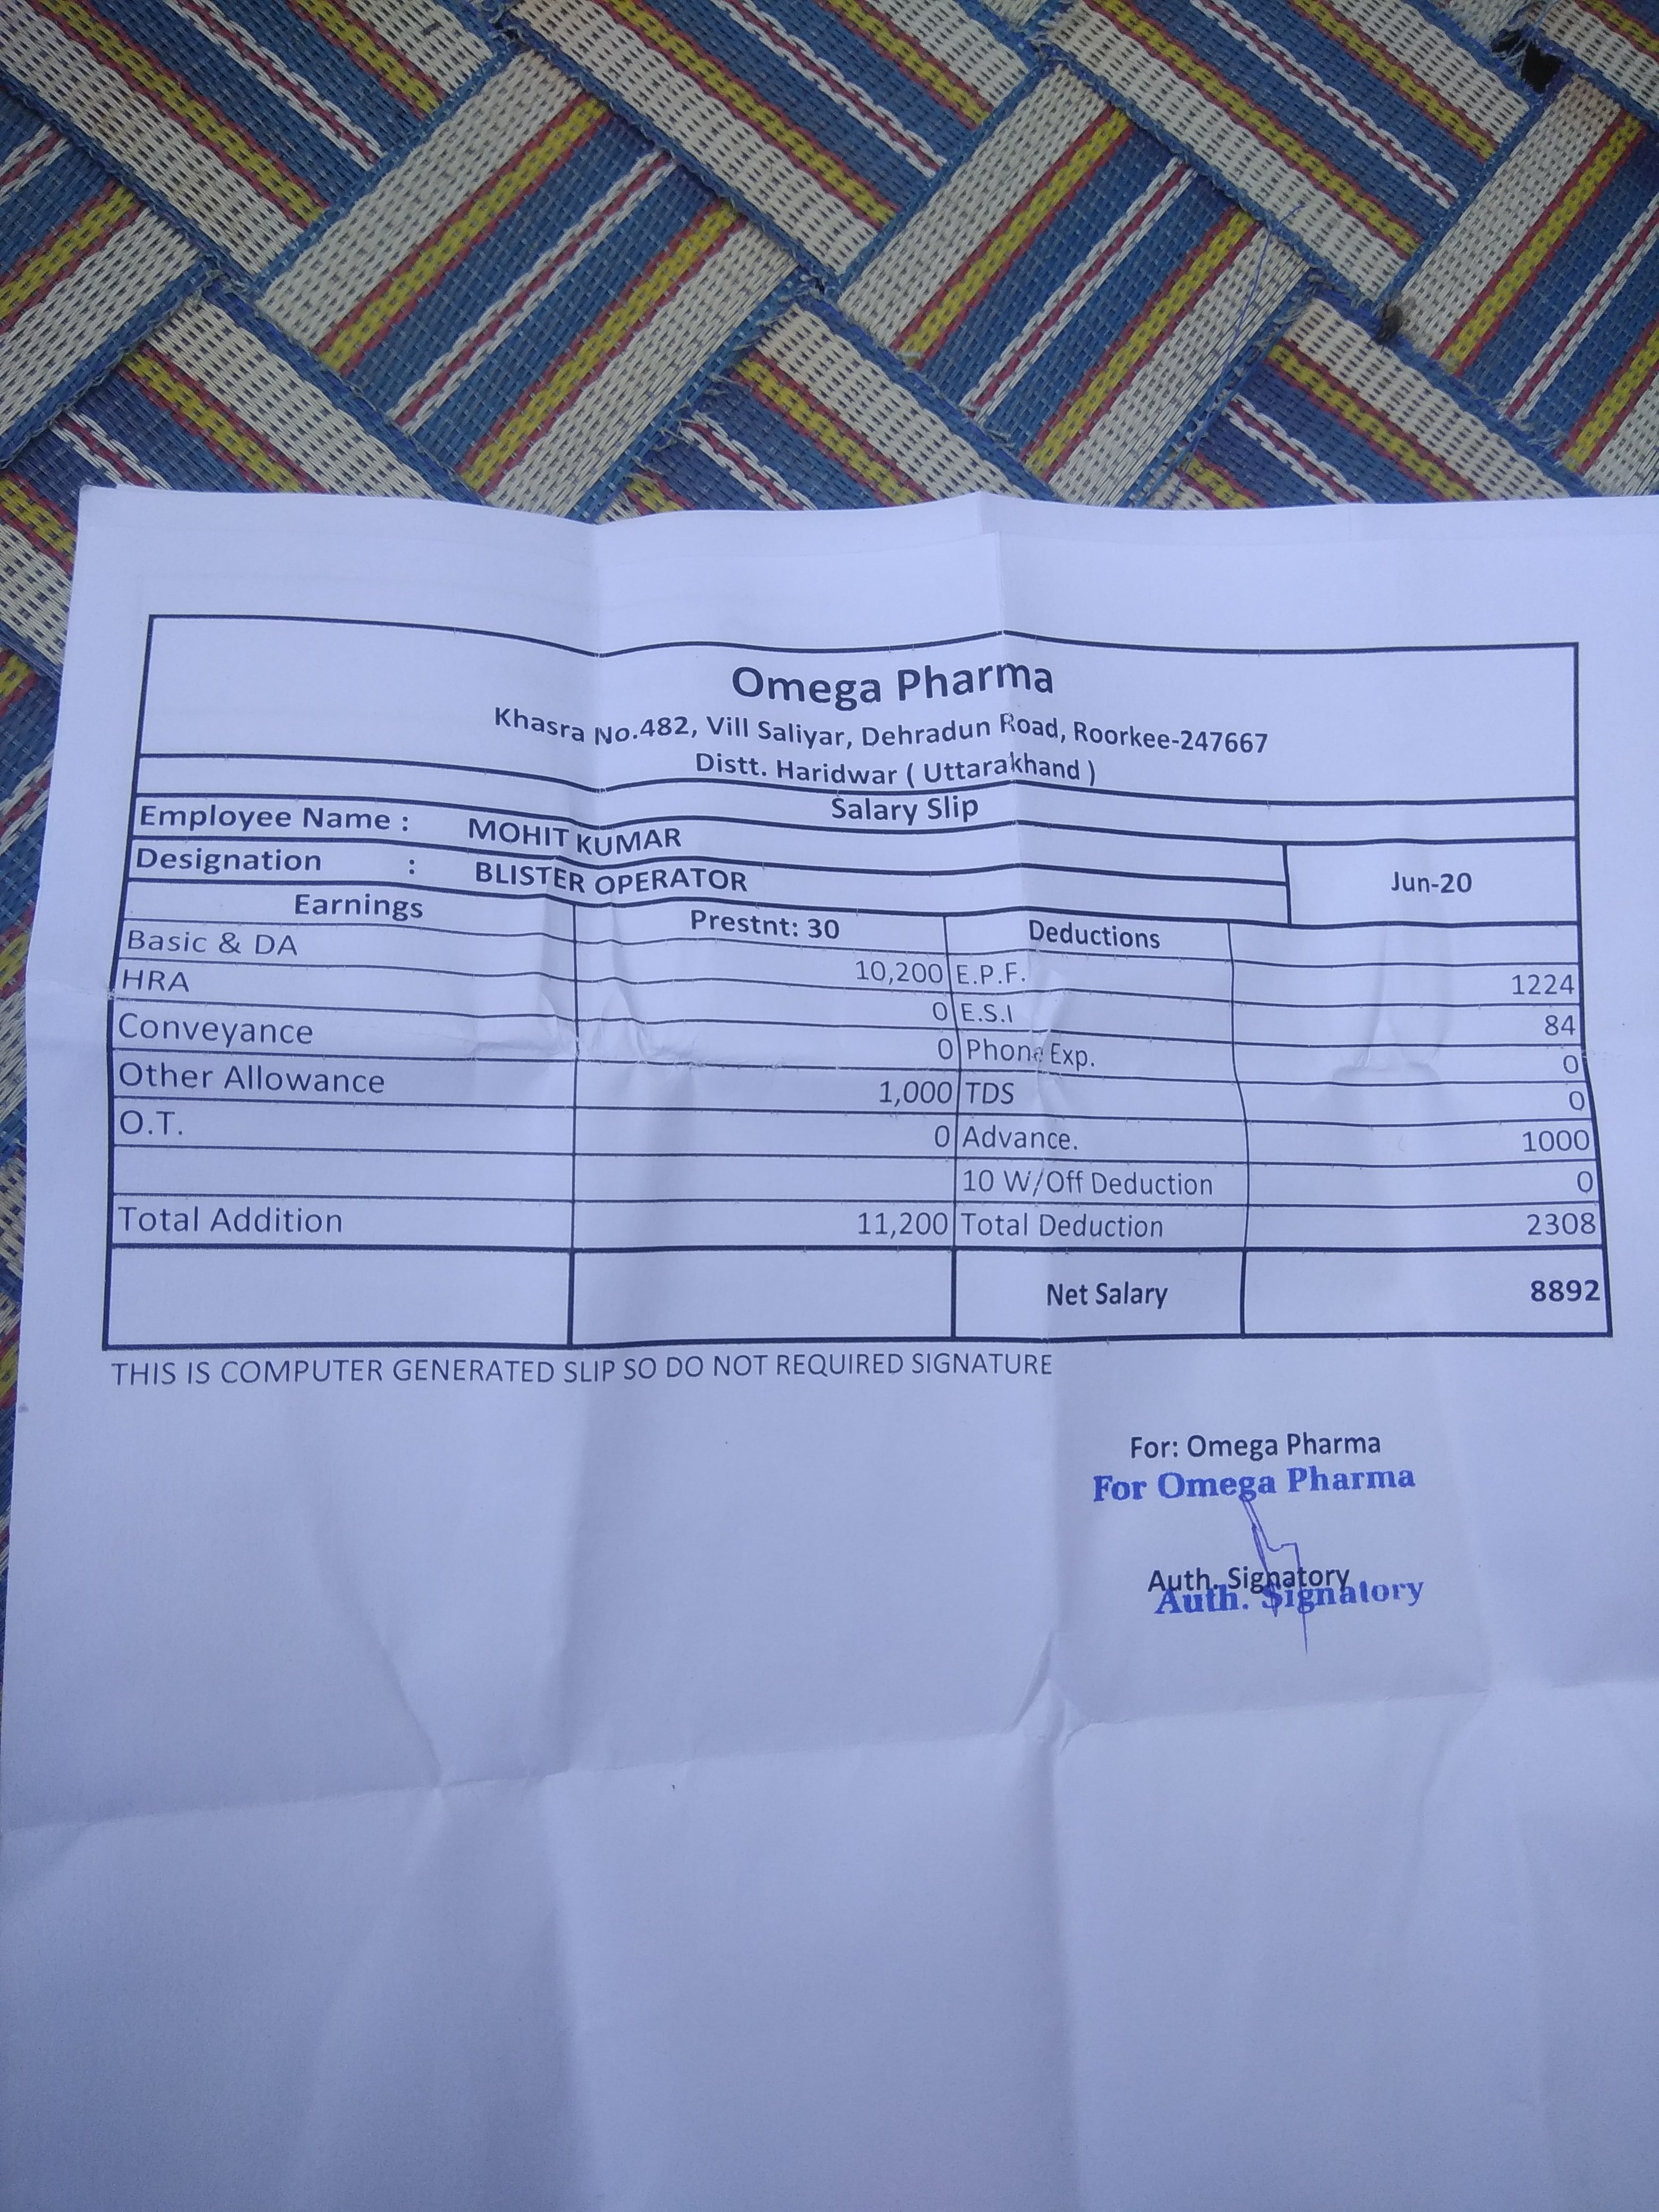 Omega Pharma
Khasra No.482, Vill Saliyar, Dehradun Road, Roorkee-247667
Distt. Haridwar ( Uttarakhand )
Salary Slip
Employee Name : MOHIT KUMAR
Designation : BLISTER OPERATOR Jun-20
Earnings Prestnt: 30 Deductions
Basic & DA 10,200 E.P.F. 1224
HRA 0 E.S.I 84
Conveyance 0 Phone Exp. 0
Other Allowance 1,000 TDS 0
O.T. 0 Advance. 1000
10 W/Off Deduction 0
Total Addition 11,200 Total Deduction 2308
Net Salary 8892
THIS IS COMPUTER GENERATED SLIP SO DO NOT REQUIRED SIGNATURE
For: Omega Pharma
For Omega Pharma
Auth. Signatory
Auth. Signatory